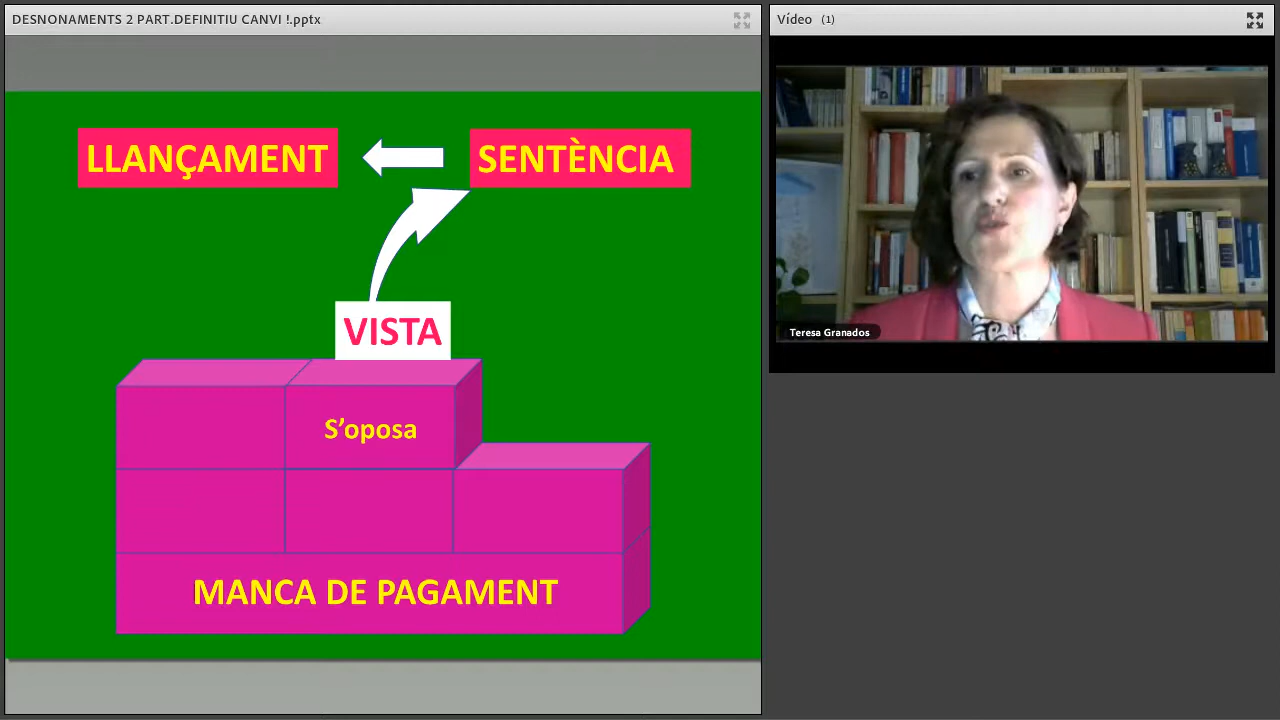 DESNONAMENTS 2 PART.DEFINITIU CANVI !.pptx
Vídeo (1)
LLANÇAMENT
SENTÈNCIA
VISTA
S’oposa
MANCA DE PAGAMENT
Teresa Granados